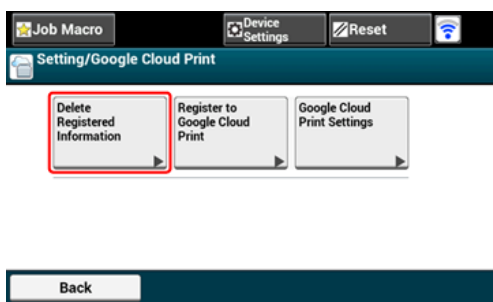 Job Macro
Device
Settings
Reset
Setting/Google Cloud Print
Delete
Registered
Information
Register to
Google Cloud
Print
Google Cloud
Print Settings
Back